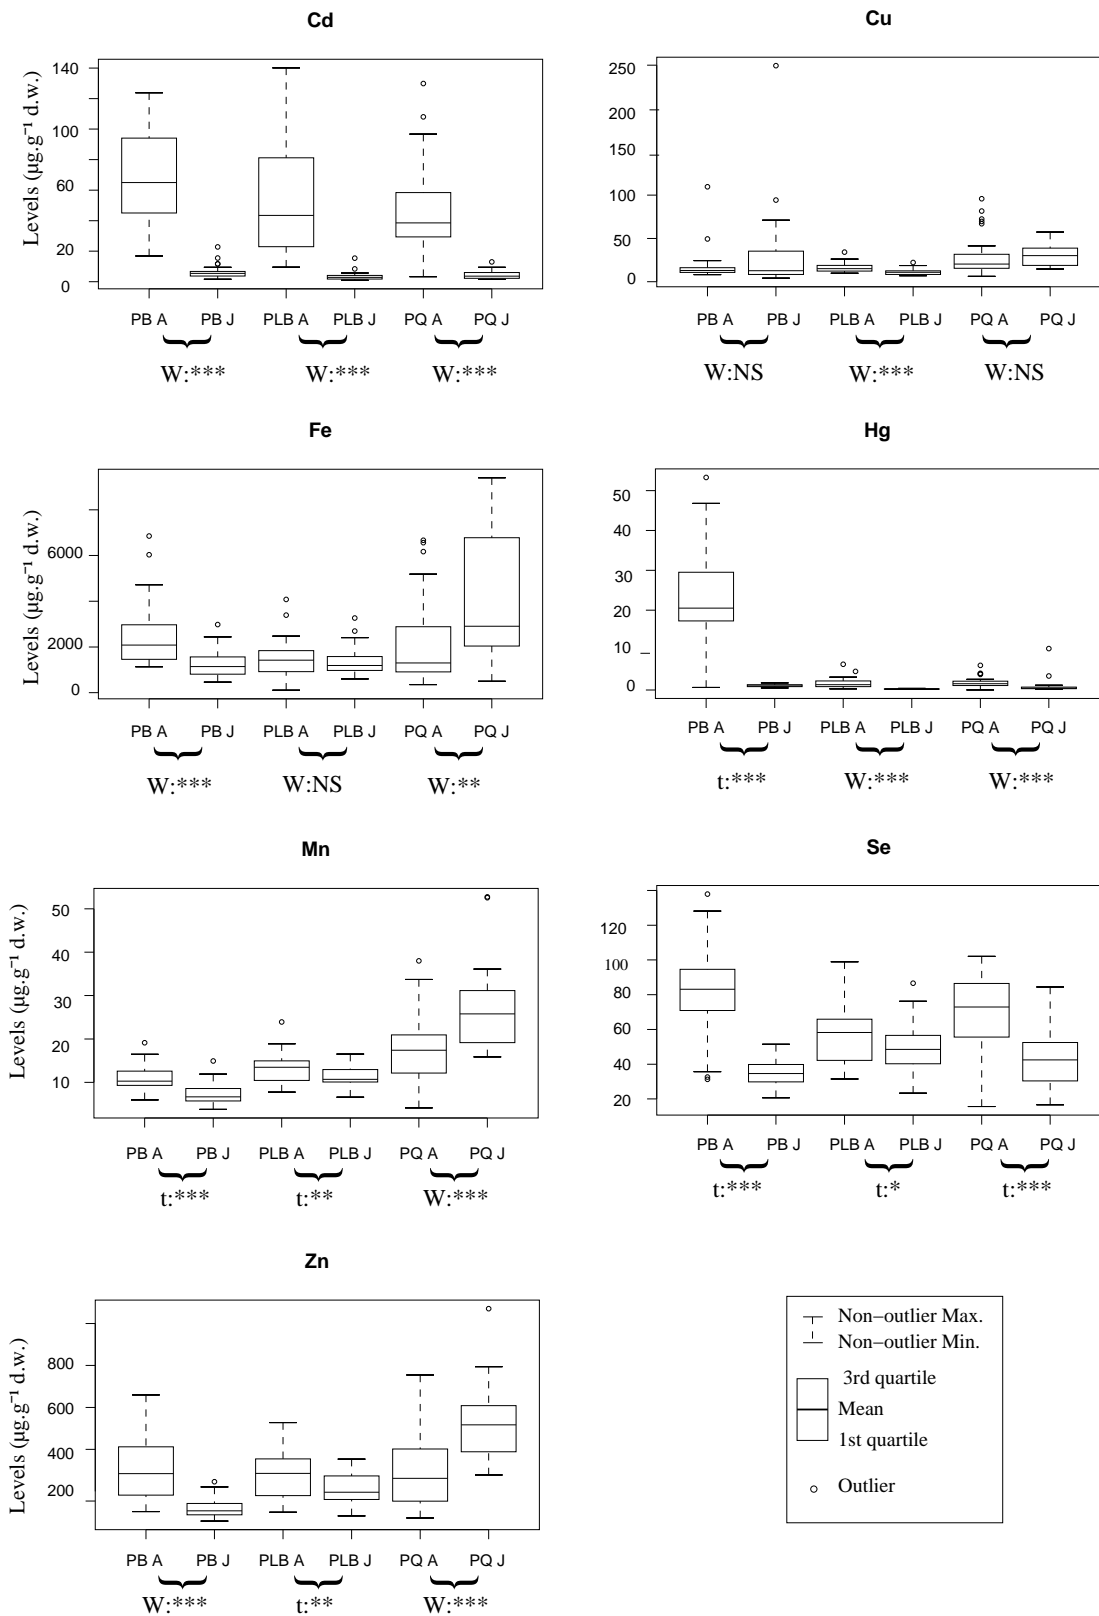 Cd
Levels (µg.g⁻¹ d.w.)
140
100
60
20
0
PB A PB J PLB A PLB J PQ A PQ J
W:*** W:*** W:***
Cu
250
200
150
100
50
0
PB A PB J PLB A PLB J PQ A PQ J
W:NS W:*** W:NS
Fe
Levels (µg.g⁻¹ d.w.)
6000
2000
0
PB A PB J PLB A PLB J PQ A PQ J
W:*** W:NS W:**
Hg
50
40
30
20
10
0
PB A PB J PLB A PLB J PQ A PQ J
t:*** W:*** W:***
Mn
Levels (µg.g⁻¹ d.w.)
50
40
30
20
10
PB A PB J PLB A PLB J PQ A PQ J
t:*** t:** W:***
Se
120
100
80
60
40
20
PB A PB J PLB A PLB J PQ A PQ J
t:*** t:* t:***
Zn
Levels (µg.g⁻¹ d.w.)
800
600
400
200
PB A PB J PLB A PLB J PQ A PQ J
W:*** t:** W:***
Non−outlier Max.
Non−outlier Min.
3rd quartile
Mean
1st quartile
Outlier